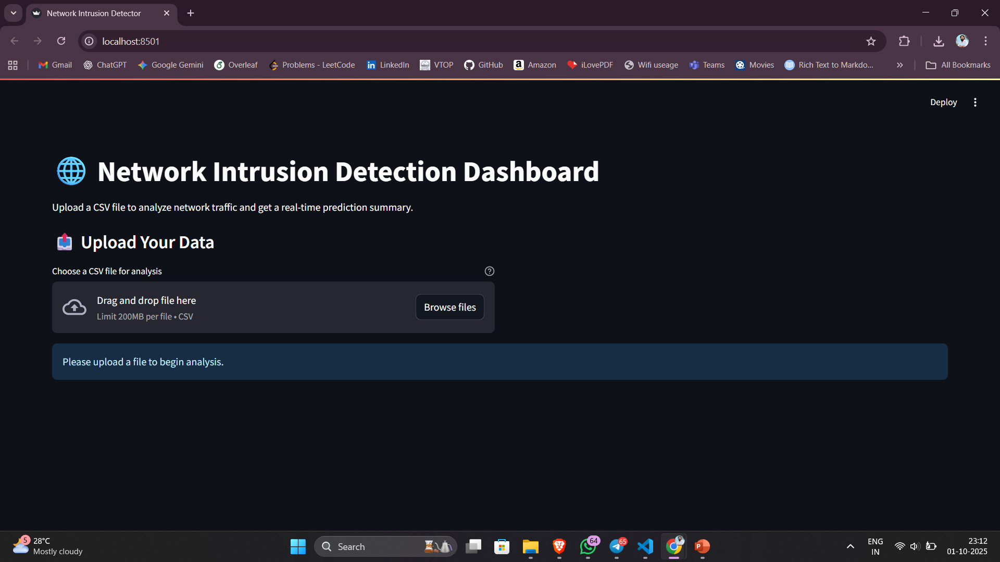 Network Intrusion Detector
localhost:8501
Gmail
ChatGPT
Google Gemini
Overleaf
Problems - LeetCode
LinkedIn
VTOP
GitHub
Amazon
iLovePDF
Wifi useage
Teams
Movies
Rich Text to Markdo...
All Bookmarks
Deploy
Network Intrusion Detection Dashboard
Upload a CSV file to analyze network traffic and get a real-time prediction summary.
Upload Your Data
Choose a CSV file for analysis
Drag and drop file here
Limit 200MB per file • CSV
Browse files
Please upload a file to begin analysis.
5
28°C
Mostly cloudy
Search
64
65
ENG
IN
23:12
01-10-2025